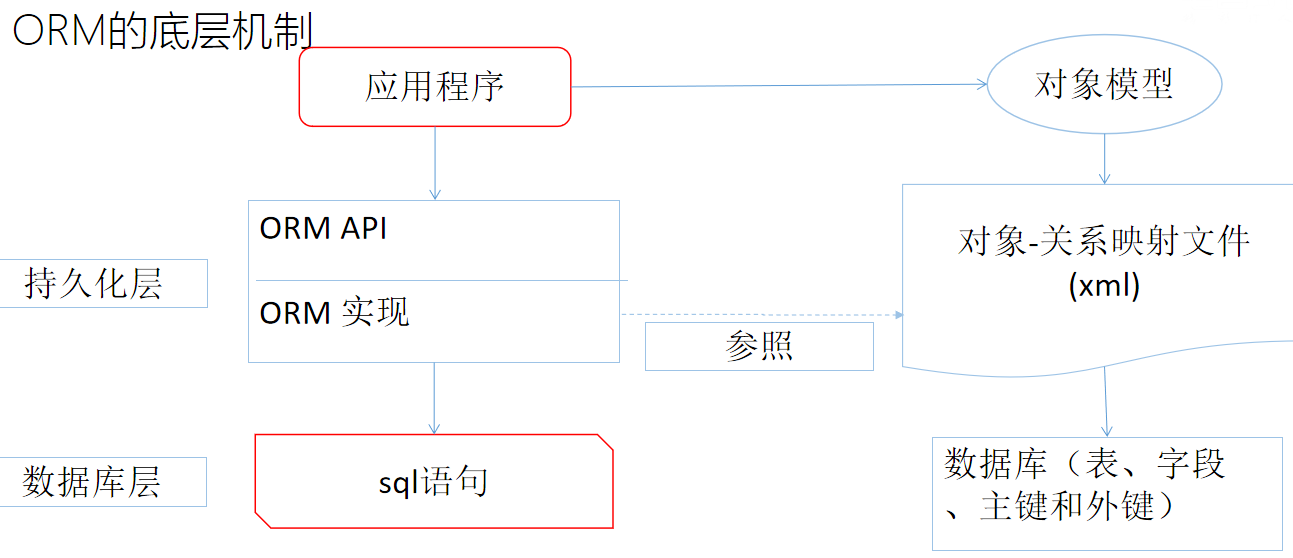 ORM的底层机制
应用程序
对象模型
ORM API
对象-关系映射文件
(xml)
持久化层
ORM 实现
参照
数据库层
sql语句
数据库（表、字段
、主键和外键）